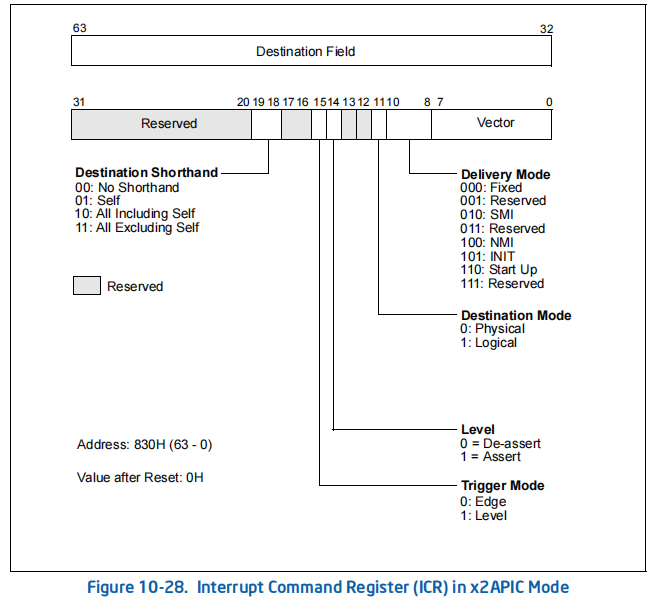 63 32
Destination Field
31 20 19 18 17 16 15 14 13 12 11 10 8 7 0
Reserved Vector
Destination Shorthand
00: No Shorthand
01: Self
10: All Including Self
11: All Excluding Self
Reserved
Delivery Mode
000: Fixed
001: Reserved
010: SMI
011: Reserved
100: NMI
101: INIT
110: Start Up
111: Reserved
Destination Mode
0: Physical
1: Logical
Level
0 = De-assert
1 = Assert
Address: 830H (63 - 0)
Value after Reset: 0H
Trigger Mode
0: Edge
1: Level
Figure 10-28. Interrupt Command Register (ICR) in x2APIC Mode